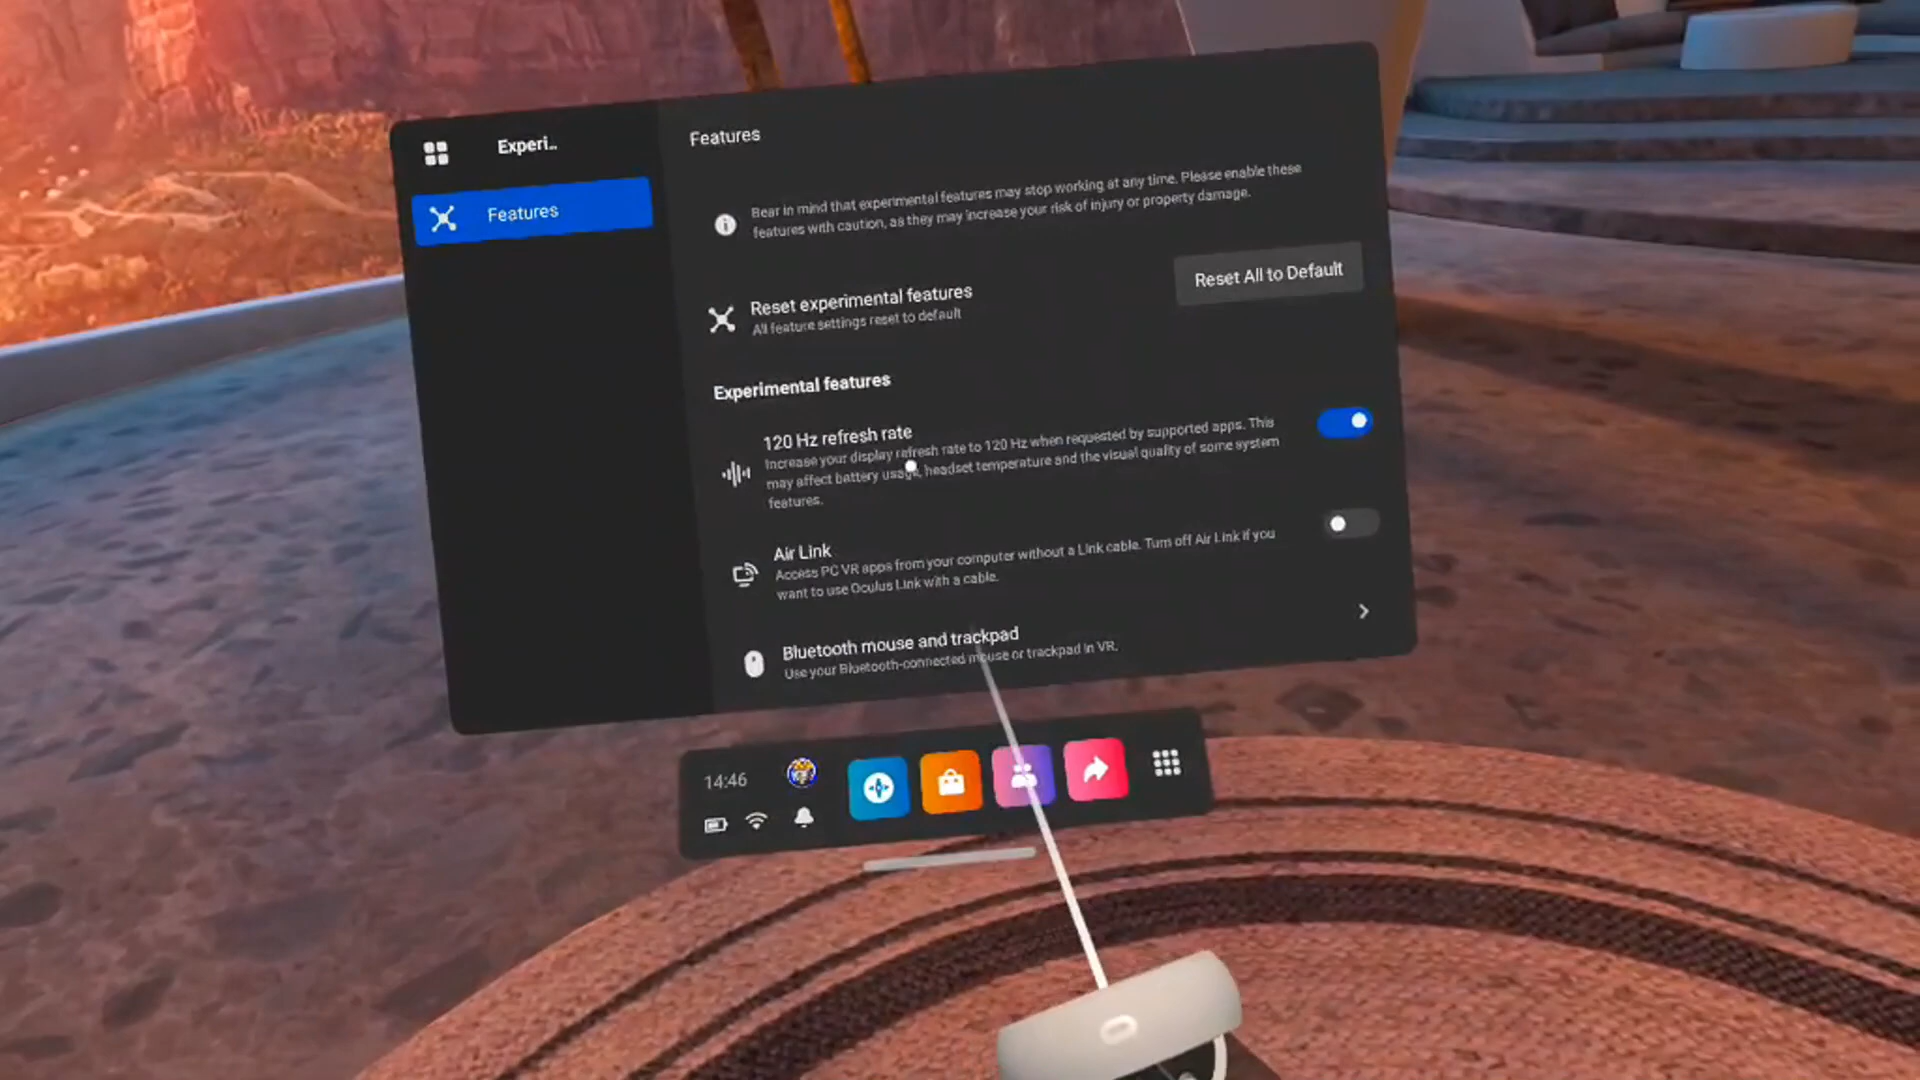 Experi..
Features
Features
Bear in mind that experimental features may stop working at any time. Please enable these
features with caution, as they may increase your risk of injury or property damage.
Reset experimental features
All feature settings reset to default
Reset All to Default
Experimental features
120 Hz refresh rate
Increase your display refresh rate to 120 Hz when requested by supported apps. This
may affect battery usage, headset temperature and the visual quality of some system
features.
Air Link
Access PC VR apps from your computer without a Link cable. Turn off Air Link if you
want to use Oculus Link with a cable.
Bluetooth mouse and trackpad
Use your Bluetooth-connected mouse or trackpad in VR.
14:46